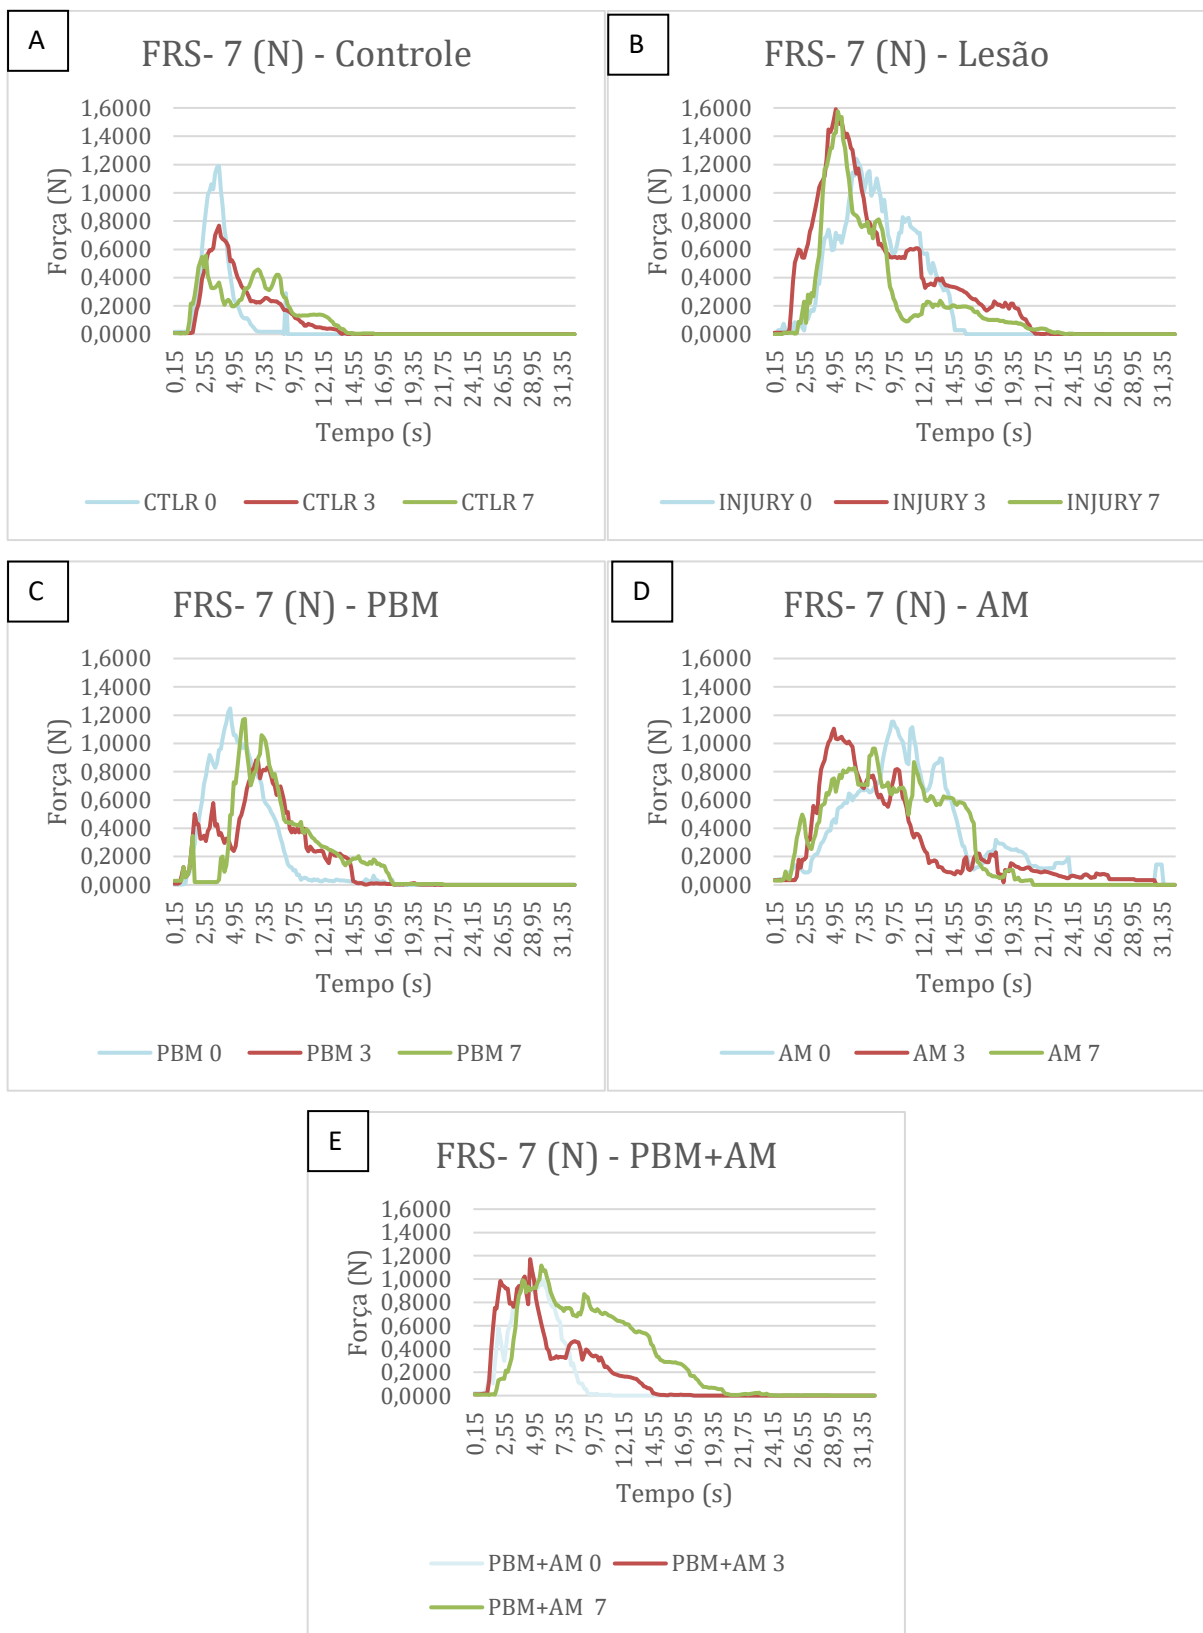 A
FRS- 7 (N) - Controle
1,6000
1,4000
1,2000
1,0000
0,8000
0,6000
0,4000
0,2000
0,0000
Força (N)
0,15 2,55 4,95 7,35 9,75 12,15 14,55 16,95 19,35 21,75 24,15 26,55 28,95 31,35
Tempo (s)
CTLR 0 CTLR 3 CTLR 7
B
FRS- 7 (N) - Lesão
1,6000
1,4000
1,2000
1,0000
0,8000
0,6000
0,4000
0,2000
0,0000
Força (N)
0,15 2,55 4,95 7,35 9,75 12,15 14,55 16,95 19,35 21,75 24,15 26,55 28,95 31,35
Tempo (s)
INJURY 0 INJURY 3 INJURY 7
C
FRS- 7 (N) - PBM
1,6000
1,4000
1,2000
1,0000
0,8000
0,6000
0,4000
0,2000
0,0000
Força (N)
0,15 2,55 4,95 7,35 9,75 12,15 14,55 16,95 19,35 21,75 24,15 26,55 28,95 31,35
Tempo (s)
PBM 0 PBM 3 PBM 7
D
FRS- 7 (N) - AM
1,6000
1,4000
1,2000
1,0000
0,8000
0,6000
0,4000
0,2000
0,0000
Força (N)
0,15 2,55 4,95 7,35 9,75 12,15 14,55 16,95 19,35 21,75 24,15 26,55 28,95 31,35
Tempo (s)
AM 0 AM 3 AM 7
E
FRS- 7 (N) - PBM+AM
1,6000
1,4000
1,2000
1,0000
0,8000
0,6000
0,4000
0,2000
0,0000
Força (N)
0,15 2,55 4,95 7,35 9,75 12,15 14,55 16,95 19,35 21,75 24,15 26,55 28,95 31,35
Tempo (s)
PBM+AM 0 PBM+AM 3
PBM+AM 7